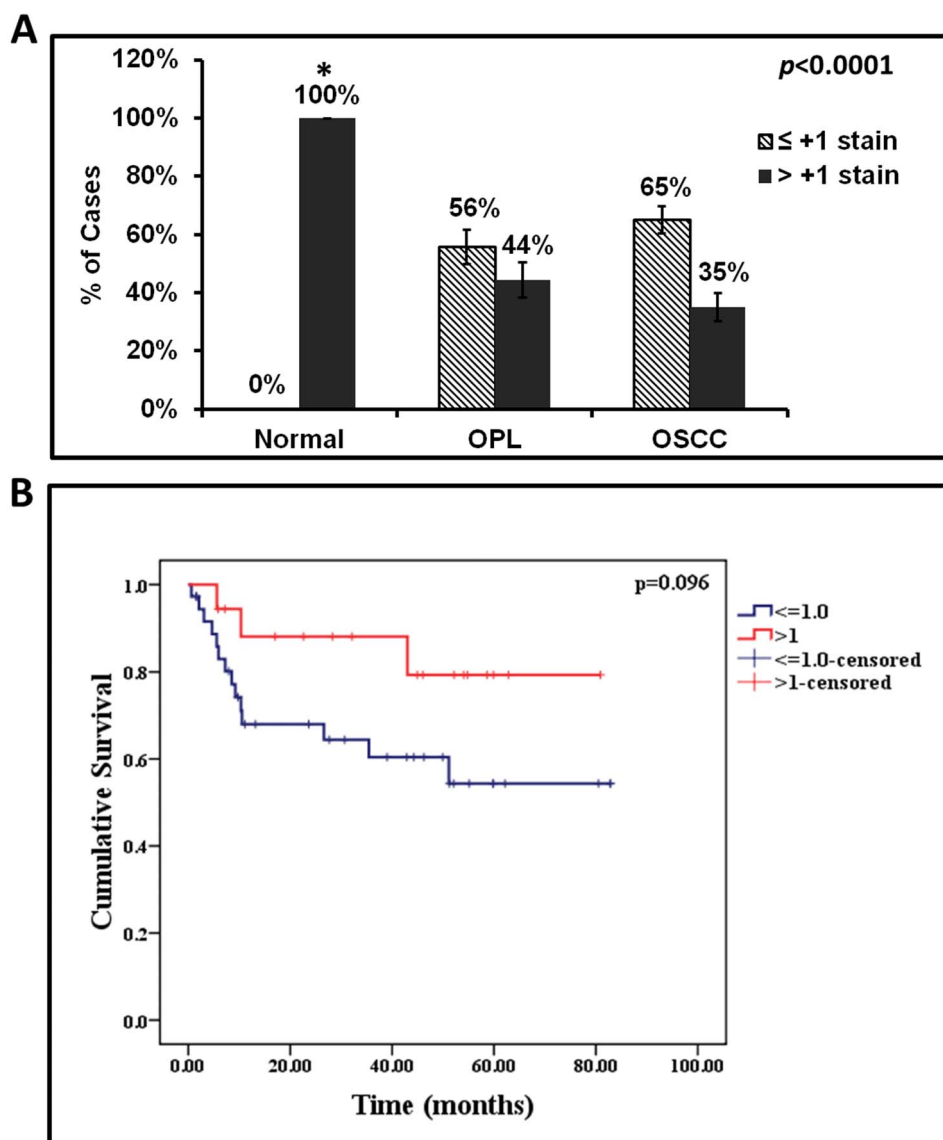 A
120%
100%
80%
60%
40%
20%
0%
% of Cases
*
100%
0%
56%
44%
65%
35%
p<0.0001
≤ +1 stain
> +1 stain
Normal OPL OSCC
B
p=0.096
1.0
0.8
0.6
0.4
0.2
0.0
Cumulative Survival
<=1.0
>1
<=1.0-censored
>1-censored
0.00 20.00 40.00 60.00 80.00 100.00
Time (months)